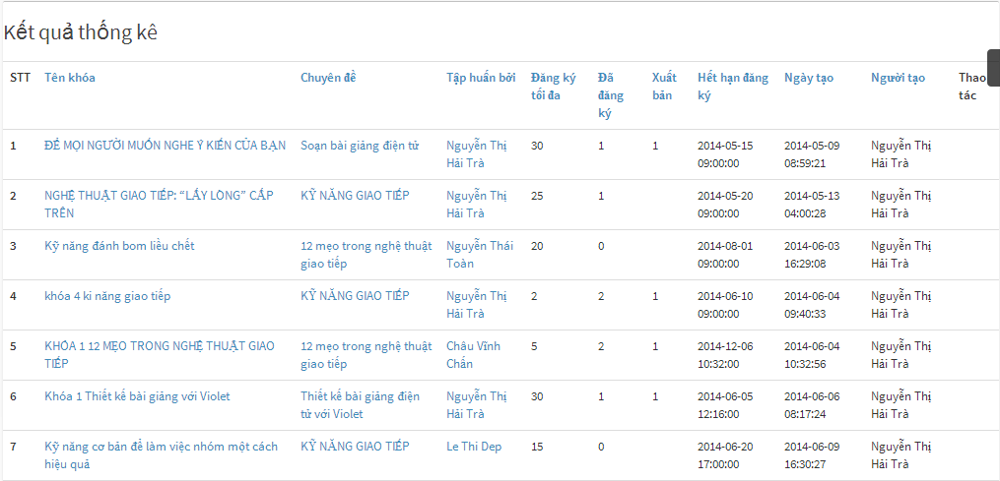 Kết quả thống kê
STT Tên khóa Chuyên đề Tập huấn bởi Đăng ký Đã Xuất Hết hạn đăng Ngày tạo Người tạo Thao
tối đa đăng bản ký tác
ký
1 ĐỂ MỌI NGƯỜI MUỐN NGHE Ý KIẾN CỦA BẠN Soạn bài giảng điện tử Nguyễn Thị 30 1 1 2014-05-15 2014-05-09 Nguyễn Thị
Hải Trà 09:00:00 08:59:21 Hải Trà
2 NGHỆ THUẬT GIAO TIẾP: “LẤY LÒNG” CẤP KỸ NĂNG GIAO TIẾP Nguyễn Thị 25 1 2014-05-20 2014-05-13 Nguyễn Thị
TRÊN Hải Trà 09:00:00 04:00:28 Hải Trà
3 Kỹ năng đánh bom liều chết 12 mẹo trong nghệ thuật Nguyễn Thái 20 0 2014-08-01 2014-06-03 Nguyễn Thị
giao tiếp Toàn 09:00:00 16:29:08 Hải Trà
4 khóa 4 kĩ năng giao tiếp KỸ NĂNG GIAO TIẾP Nguyễn Thị 2 2 1 2014-06-10 2014-06-04 Nguyễn Thị
Hải Trà 09:00:00 09:40:33 Hải Trà
5 KHÓA 1 12 MẸO TRONG NGHỆ THUẬT GIAO 12 mẹo trong nghệ thuật Châu Vĩnh 5 2 1 2014-12-06 2014-06-04 Nguyễn Thị
TIẾP giao tiếp Chấn 10:32:00 10:32:56 Hải Trà
6 Khóa 1 Thiết kế bài giảng với Violet Thiết kế bài giảng điện Nguyễn Thị 30 1 1 2014-06-05 2014-06-06 Nguyễn Thị
tử với Violet Hải Trà 12:16:00 08:17:24 Hải Trà
7 Kỹ năng cơ bản để làm việc nhóm một cách KỸ NĂNG GIAO TIẾP Le Thi Dep 15 0 2014-06-20 2014-06-09 Nguyễn Thị
hiệu quả 17:00:00 16:30:27 Hải Trà